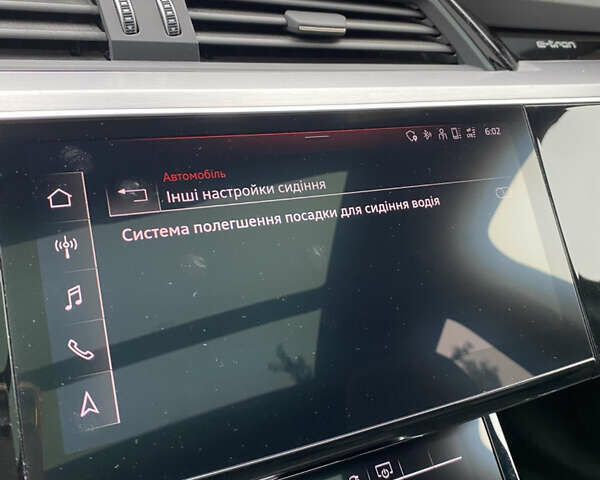 e-tron
6:02
Автомобіль
Інші настройки сидіння
Система полегшення посадки для сидіння водія